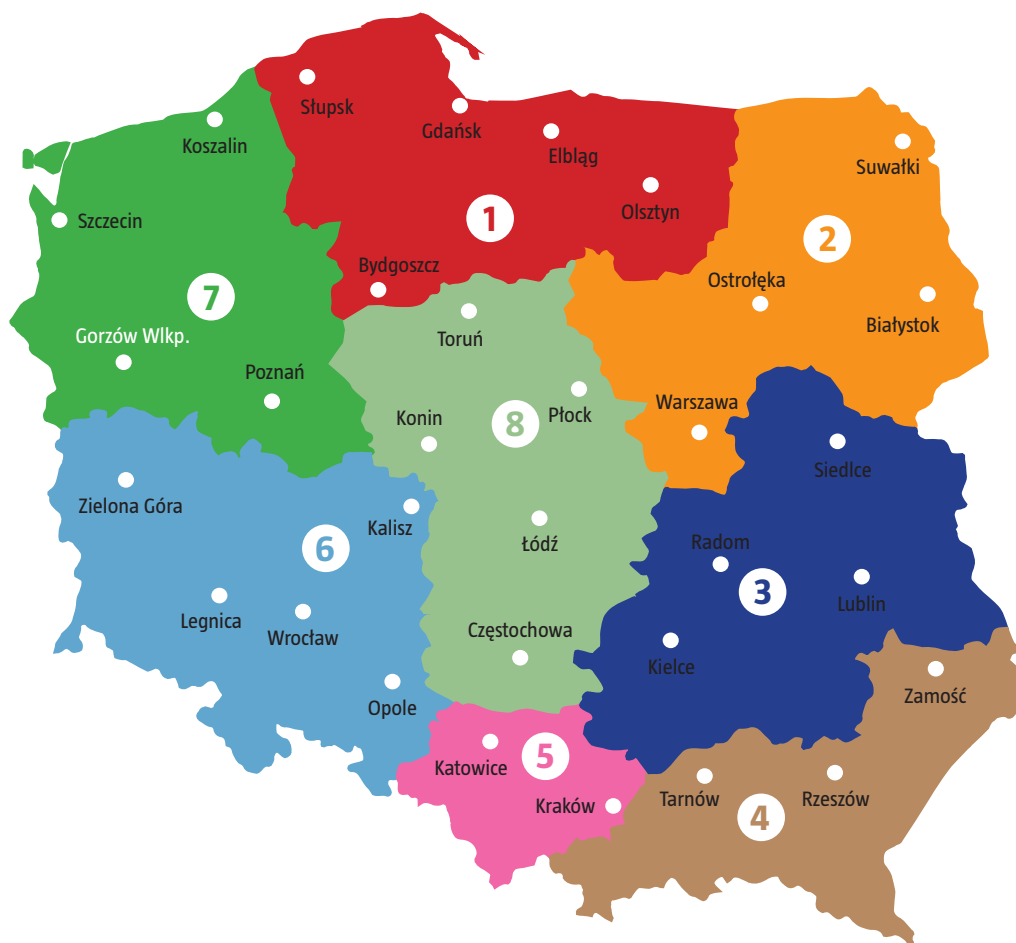 Słupsk
Gdańsk
Koszalin
Elbląg
Suwałki
Olsztyn
Szczecin
1
2
Bydgoszcz
Ostrołęka
7
Białystok
Toruń
Gorzów Wlkp.
Poznań
Warszawa
Konin
8
Płock
Siedlce
Zielona Góra
Kalisz
6
Łódź
Radom
3
Lublin
Legnica
Wrocław
Częstochowa
Kielce
Opole
Zamość
Katowice
5
Kraków
Tarnów
Rzeszów
4